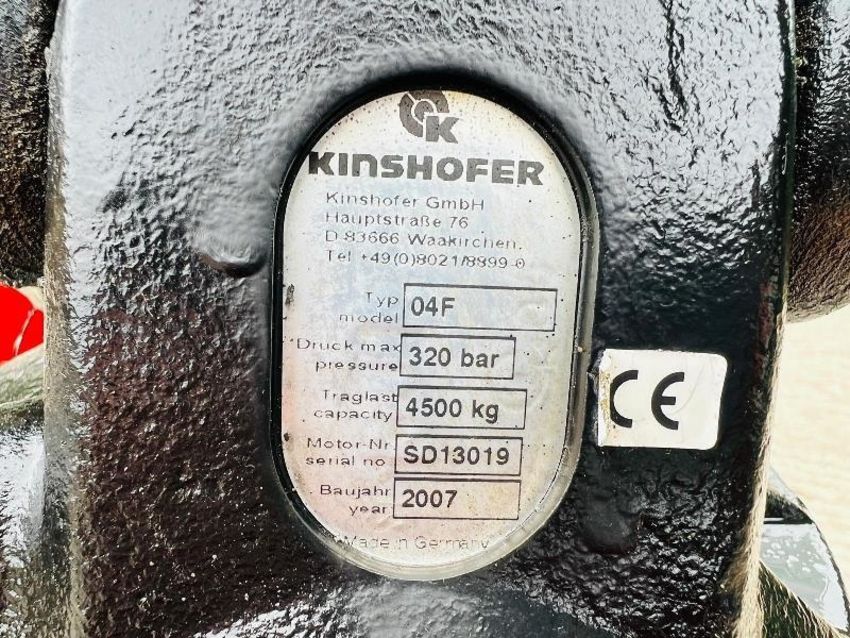 K
KINSHOFER
Kinshofer GmbH
Hauptstraße 76
D-83666 Waakirchen.
Tel +49(0)8021/8899-0
Typ
model 04F
Druck max
pressure 320 bar
Traglast
capacity 4500 kg
Motor-Nr
serial no SD13019
Baujahr
year 2007
Made in Germany
CE